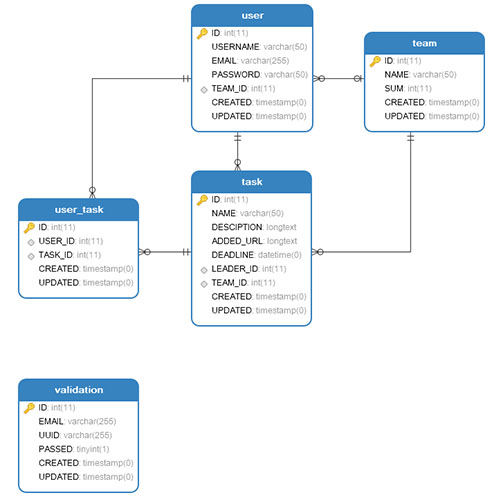 user
ID: int(11)
USERNAME: varchar(50)
EMAIL: varchar(255)
PASSWORD: varchar(50)
TEAM_ID: int(11)
CREATED: timestamp(0)
UPDATED: timestamp(0)
team
ID: int(11)
NAME: varchar(50)
SUM: int(11)
CREATED: timestamp(0)
UPDATED: timestamp(0)
user_task
ID: int(11)
USER_ID: int(11)
TASK_ID: int(11)
CREATED: timestamp(0)
UPDATED: timestamp(0)
task
ID: int(11)
NAME: varchar(50)
DESCIPTION: longtext
ADDED_URL: longtext
DEADLINE: datetime(0)
LEADER_ID: int(11)
TEAM_ID: int(11)
CREATED: timestamp(0)
UPDATED: timestamp(0)
validation
ID: int(11)
EMAIL: varchar(255)
UUID: varchar(255)
PASSED: tinyint(1)
CREATED: timestamp(0)
UPDATED: timestamp(0)